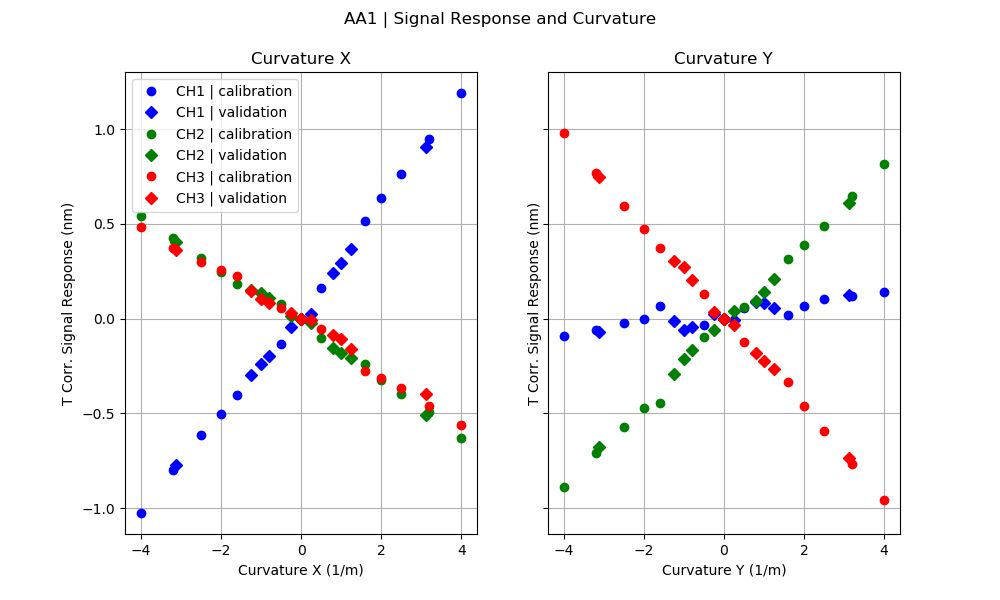 AA1 | Signal Response and Curvature
Curvature X
CH1 | calibration
CH1 | validation
CH2 | calibration
CH2 | validation
CH3 | calibration
CH3 | validation
1.0
0.5
0.0
−0.5
−1.0
T Corr. Signal Response (nm)
−4
−2
0
2
4
Curvature X (1/m)
Curvature Y
T Corr. Signal Response (nm)
−4
−2
0
2
4
Curvature Y (1/m)